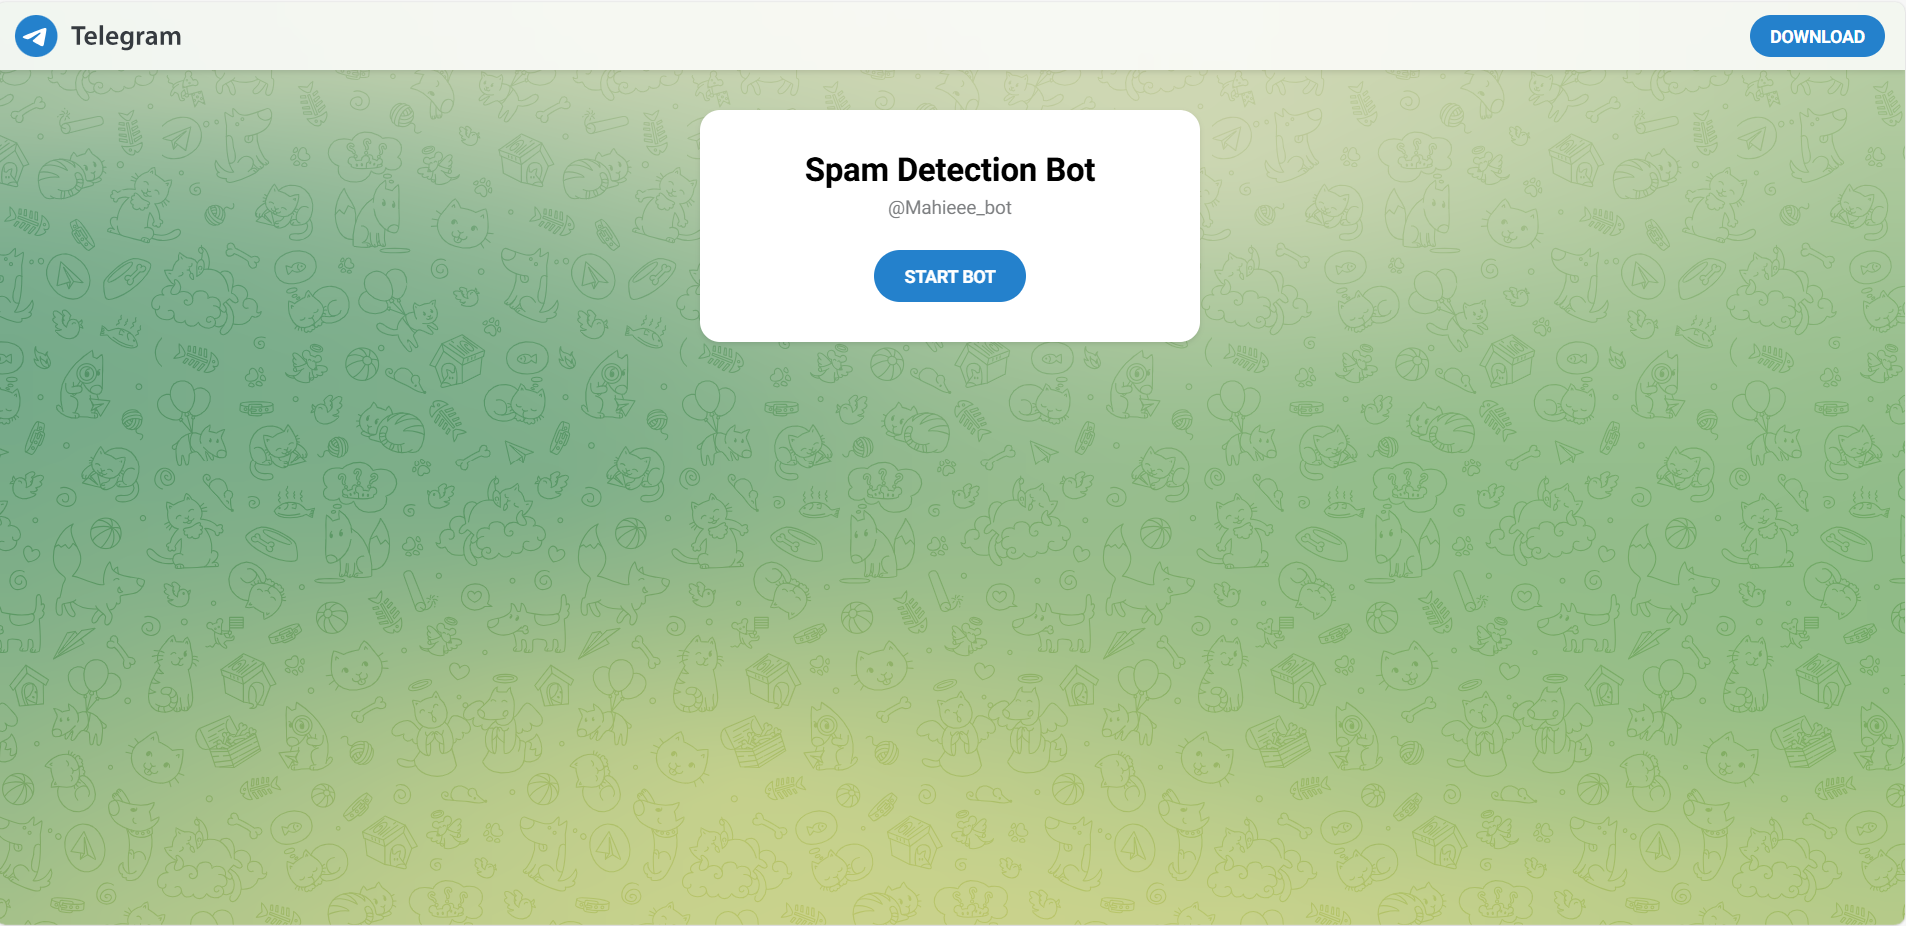 Telegram
DOWNLOAD
Spam Detection Bot
@Mahieee_bot
START BOT